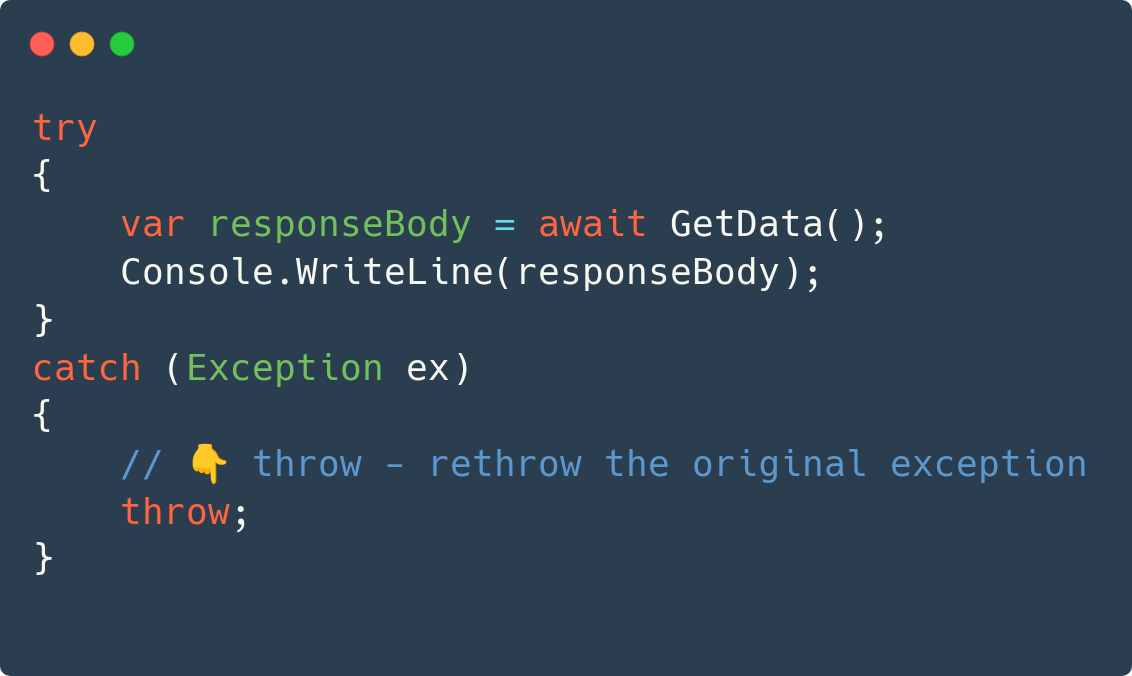 try
{
    var responseBody = await GetData();
    Console.WriteLine(responseBody);
}
catch (Exception ex)
{
    // 👇 throw - rethrow the original exception
    throw;
}